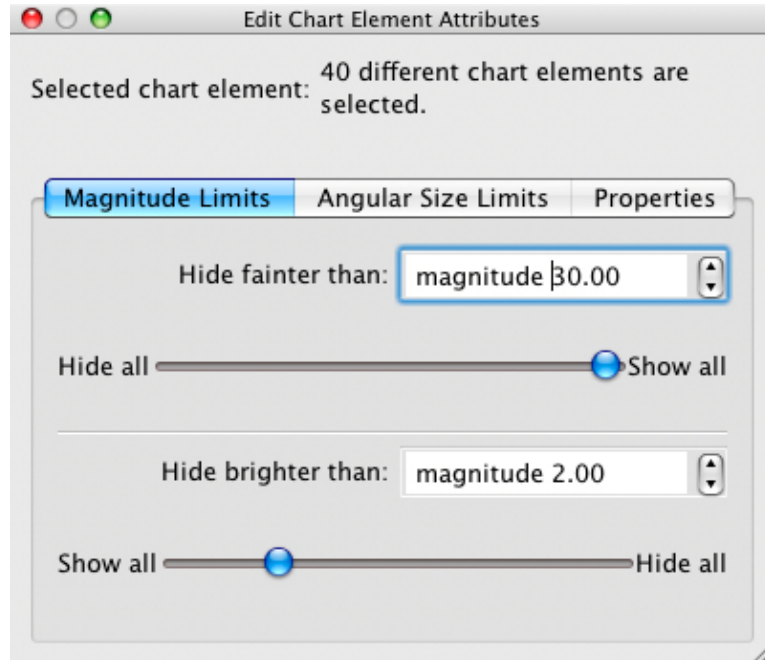 Edit Chart Element Attributes
Selected chart element: 40 different chart elements are
selected.
Magnitude Limits Angular Size Limits Properties
Hide fainter than: magnitude 30.00
Hide all Show all
Hide brighter than: magnitude 2.00
Show all Hide all